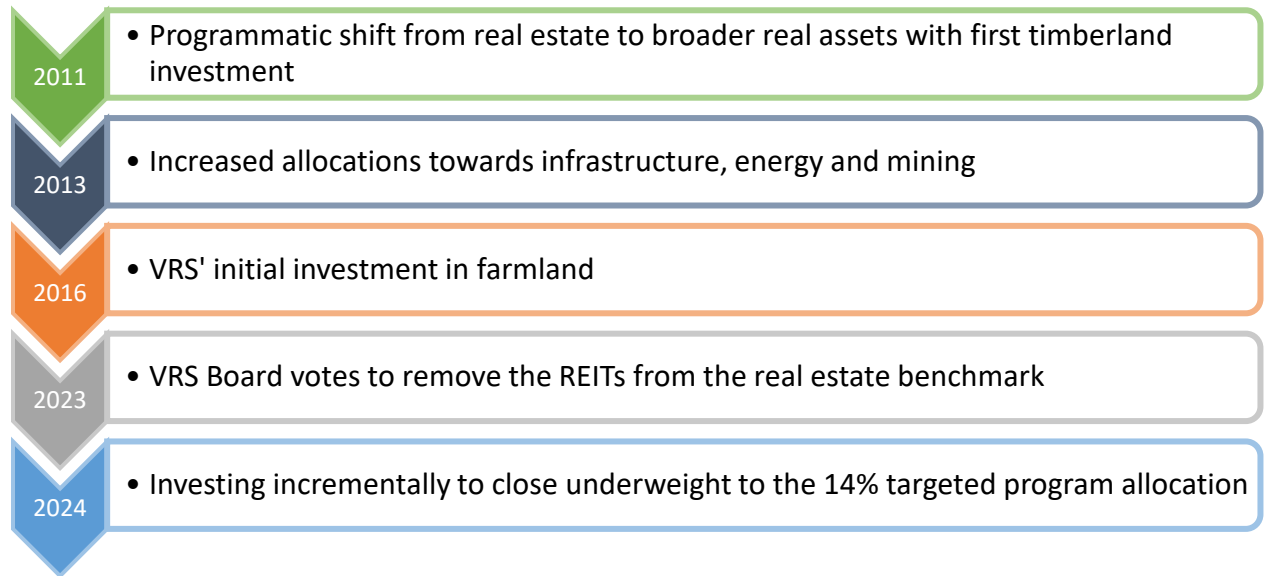 2011
• Programmatic shift from real estate to broader real assets with first timberland
investment
2013
• Increased allocations towards infrastructure, energy and mining
2016
• VRS' initial investment in farmland
2023
• VRS Board votes to remove the REITs from the real estate benchmark
2024
• Investing incrementally to close underweight to the 14% targeted program allocation